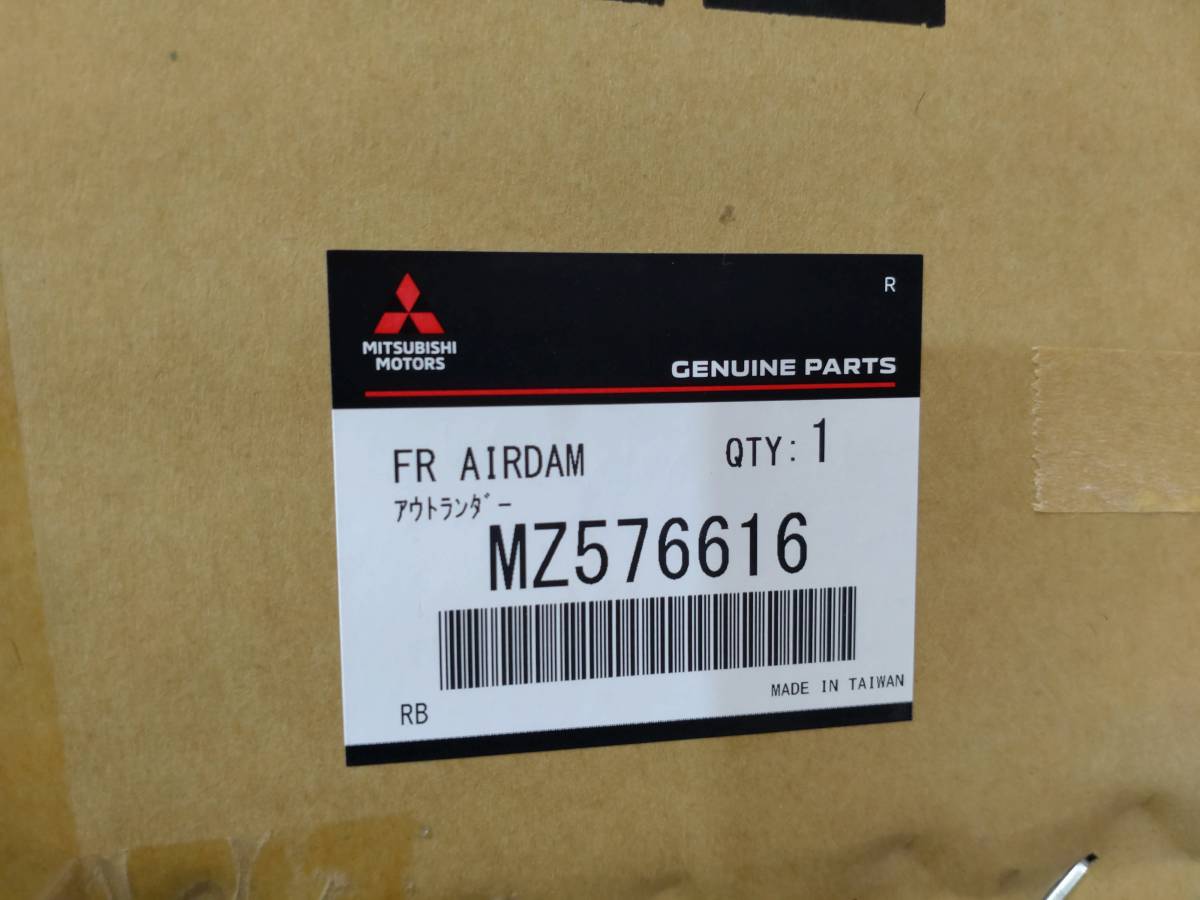 R
MITSUBISHI
MOTORS
GENUINE PARTS
FR AIRDAM QTY: 1
ｱｳﾄﾗﾝﾀﾞｰ
MZ576616
RB MADE IN TAIWAN